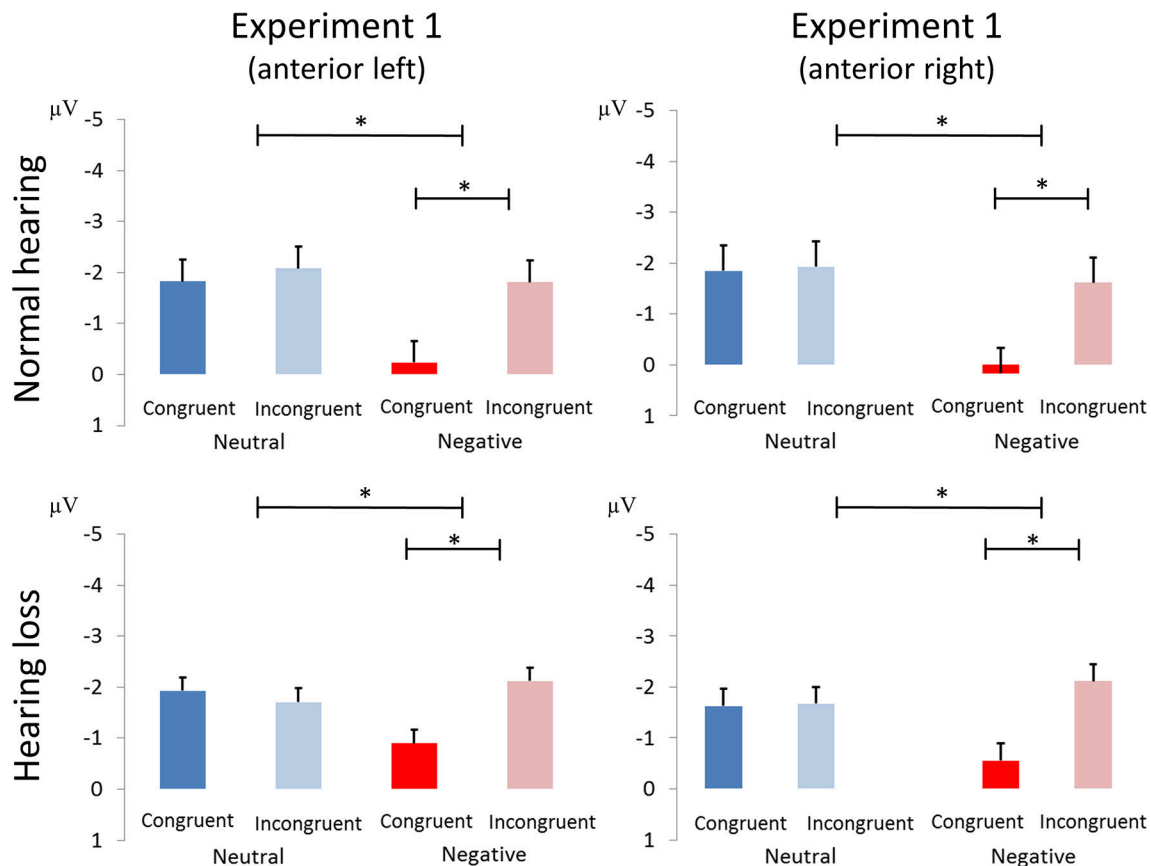 Experiment 1
(anterior left)
Experiment 1
(anterior right)
Normal hearing
µV
-5
-4
-3
-2
-1
0
1
*
*
Congruent Incongruent Congruent Incongruent
Neutral Negative
µV
-5
-4
-3
-2
-1
0
1
*
*
Congruent Incongruent Congruent Incongruent
Neutral Negative
Hearing loss
µV
-5
-4
-3
-2
-1
0
1
*
*
Congruent Incongruent Congruent Incongruent
Neutral Negative
µV
-5
-4
-3
-2
-1
0
1
*
*
Congruent Incongruent Congruent Incongruent
Neutral Negative